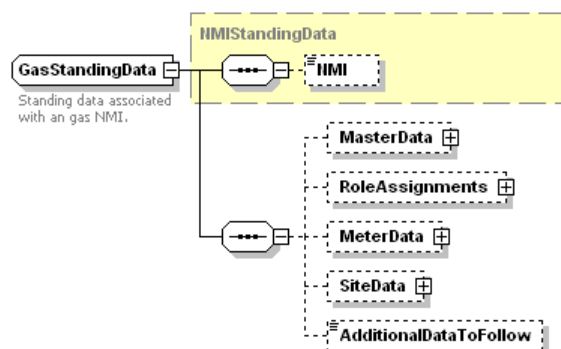 NMIStandingData
GasStandingData
NMI
Standing data associated
with an gas NMI.
MasterData
RoleAssignments
MeterData
SiteData
AdditionalDataToFollow